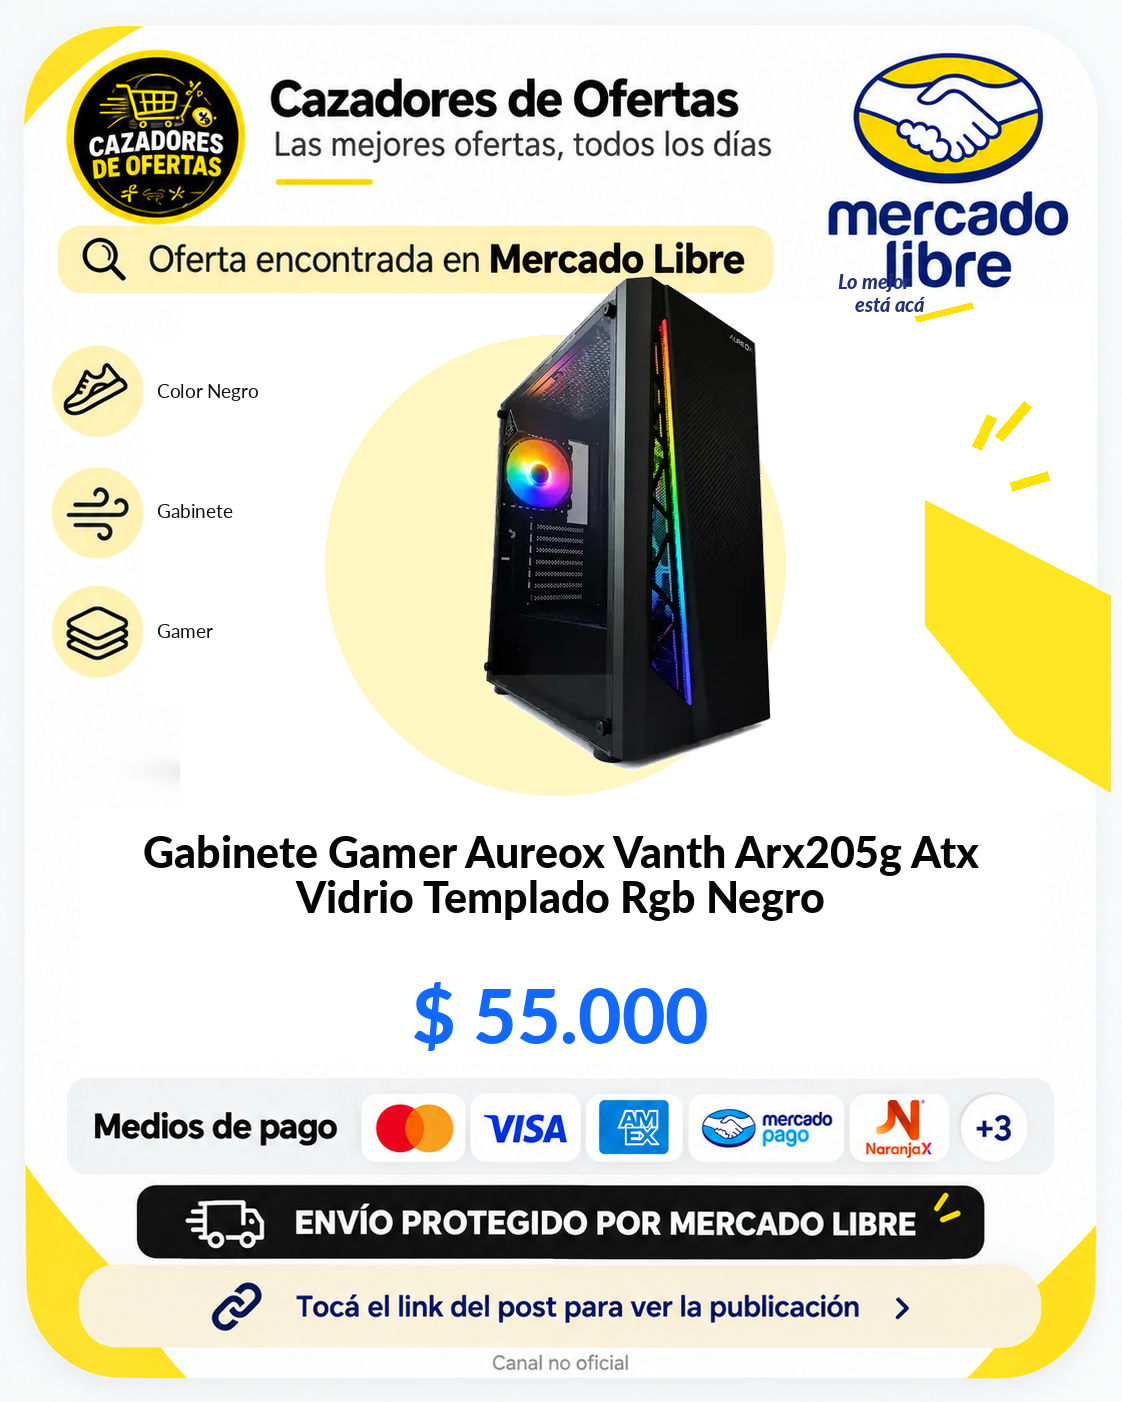 CAZADORES
DE OFERTAS
Cazadores de Ofertas
Las mejores ofertas, todos los días
mercado
libre
Lo mejor
está acá
Oferta encontrada en Mercado Libre
AUREOX
Color Negro
Gabinete
Gamer
Gabinete Gamer Aureox Vanth Arx205g Atx
Vidrio Templado Rgb Negro
$ 55.000
Medios de pago
VISA
AM
EX
mercado
pago
NaranjaX
+3
ENVÍO PROTEGIDO POR MERCADO LIBRE
Tocá el link del post para ver la publicación
Canal no oficial